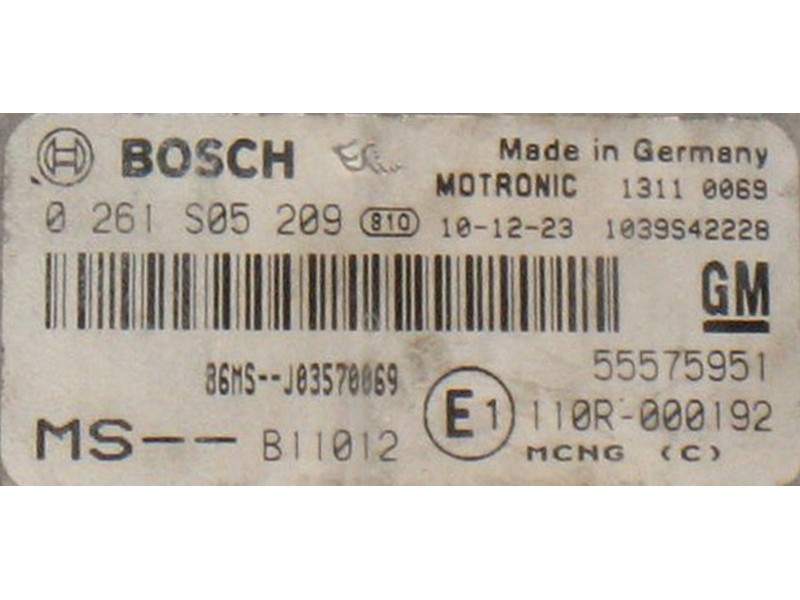 BOSCH
Made in Germany
MOTRONIC 1311 0069
0 261 S05 209 810 10-12-23 1039S42228
GM
86MS--J03570069
55575951
E1 110R-000192
MS-- B11012
MCNG (C)